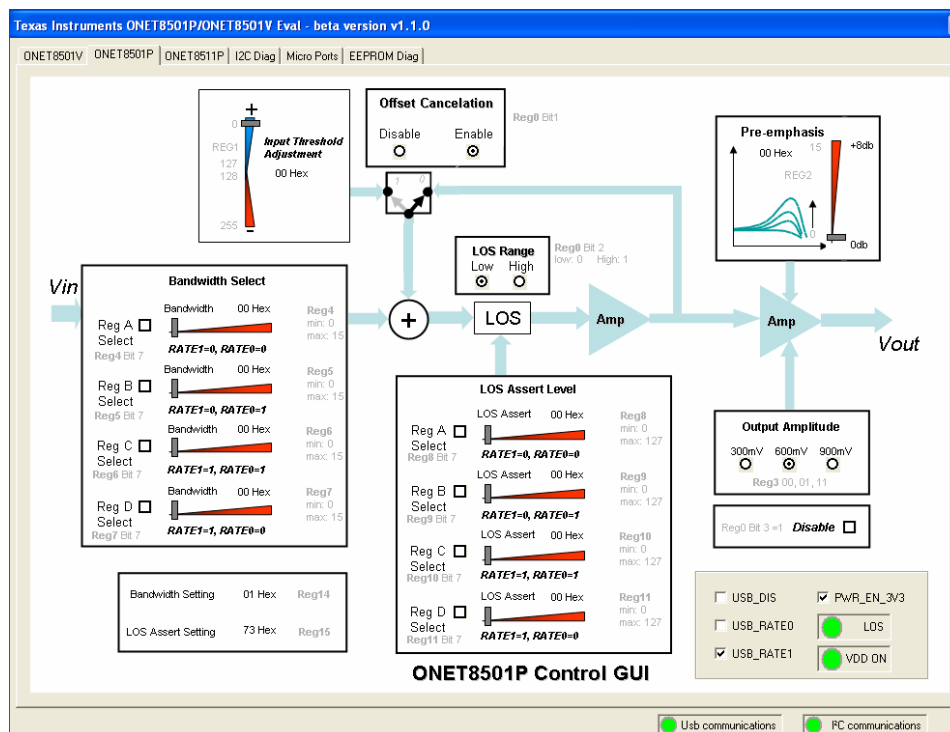 Texas Instruments ONET8501P/ONET8501V Eval - beta version v1.1.0
ONET8501V ONET8501P ONET8511P I2C Diag Micro Ports EEPROM Diag
+
0
REG1
127
128
255
-
Input Threshold
Adjustment
00 Hex
Offset Cancelation
Disable Enable
Reg0 Bit1
1 0
Pre-emphasis
00 Hex 15 +8db
REG2
0
0db
LOS Range
Low High
Reg0 Bit 2
low: 0 High: 1
Vin
Bandwidth Select
Reg A
Select
Reg4 Bit 7
Bandwidth 00 Hex
RATE1=0, RATE0=0
Reg4
min: 0
max: 15
Reg B
Select
Reg5 Bit 7
Bandwidth 00 Hex
RATE1=0, RATE0=1
Reg5
min: 0
max: 15
Reg C
Select
Reg6 Bit 7
Bandwidth 00 Hex
RATE1=1, RATE0=1
Reg6
min: 0
max: 15
Reg D
Select
Reg7 Bit 7
Bandwidth 00 Hex
RATE1=1, RATE0=0
Reg7
min: 0
max: 15
+
LOS
Amp
Amp
Vout
LOS Assert Level
Reg A
Select
Reg8 Bit 7
LOS Assert 00 Hex
RATE1=0, RATE0=0
Reg8
min: 0
max: 127
Reg B
Select
Reg9 Bit 7
LOS Assert 00 Hex
RATE1=0, RATE0=1
Reg9
min: 0
max: 127
Reg C
Select
Reg10 Bit 7
LOS Assert 00 Hex
RATE1=1, RATE0=1
Reg10
min: 0
max: 127
Reg D
Select
Reg11 Bit 7
LOS Assert 00 Hex
RATE1=1, RATE0=0
Reg11
min: 0
max: 127
Output Amplitude
300mV 600mV 900mV
Reg3 00, 01, 11
Reg0 Bit 3 =1 Disable
Bandwidth Setting 01 Hex Reg14
LOS Assert Setting 73 Hex Reg15
USB_DIS PWR_EN_3V3
USB_RATE0 LOS
USB_RATE1 VDD ON
ONET8501P Control GUI
Usb communications I²C communications